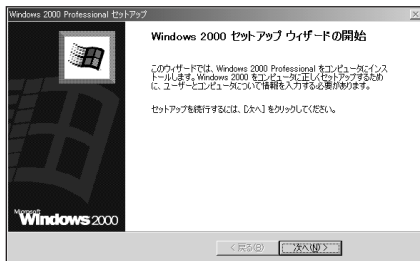 Windows 2000 Professional セットアップ
Windows 2000 セットアップ ウィザードの開始
このウィザードでは、Windows 2000 Professional をコンピュータにインス
トールします。Windows 2000 をコンピュータに正しくセットアップするため
に、ユーザーとコンピュータについて情報を入力する必要があります。
セットアップを続行するには、[次へ] をクリックしてください。
Microsoft
Windows 2000
< 戻る(B)
次へ(N) >